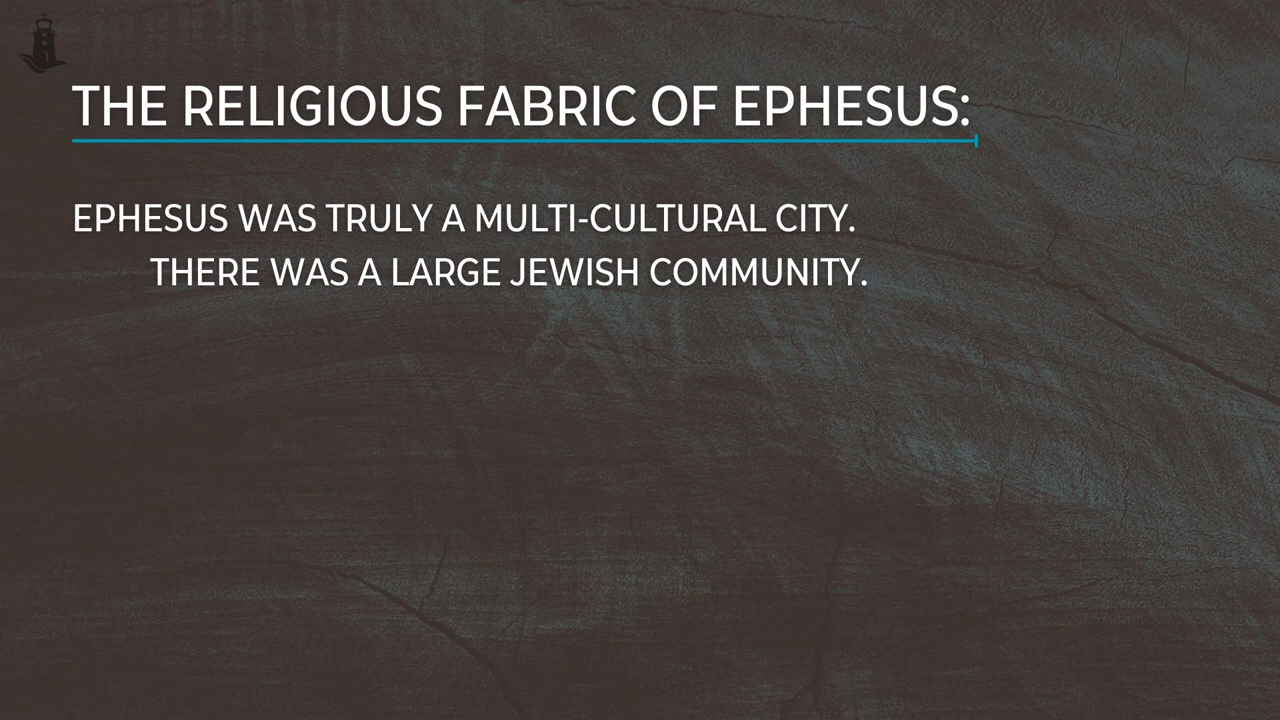 THE RELIGIOUS FABRIC OF EPHESUS:
EPHESUS WAS TRULY A MULTI-CULTURAL CITY.
THERE WAS A LARGE JEWISH COMMUNITY.